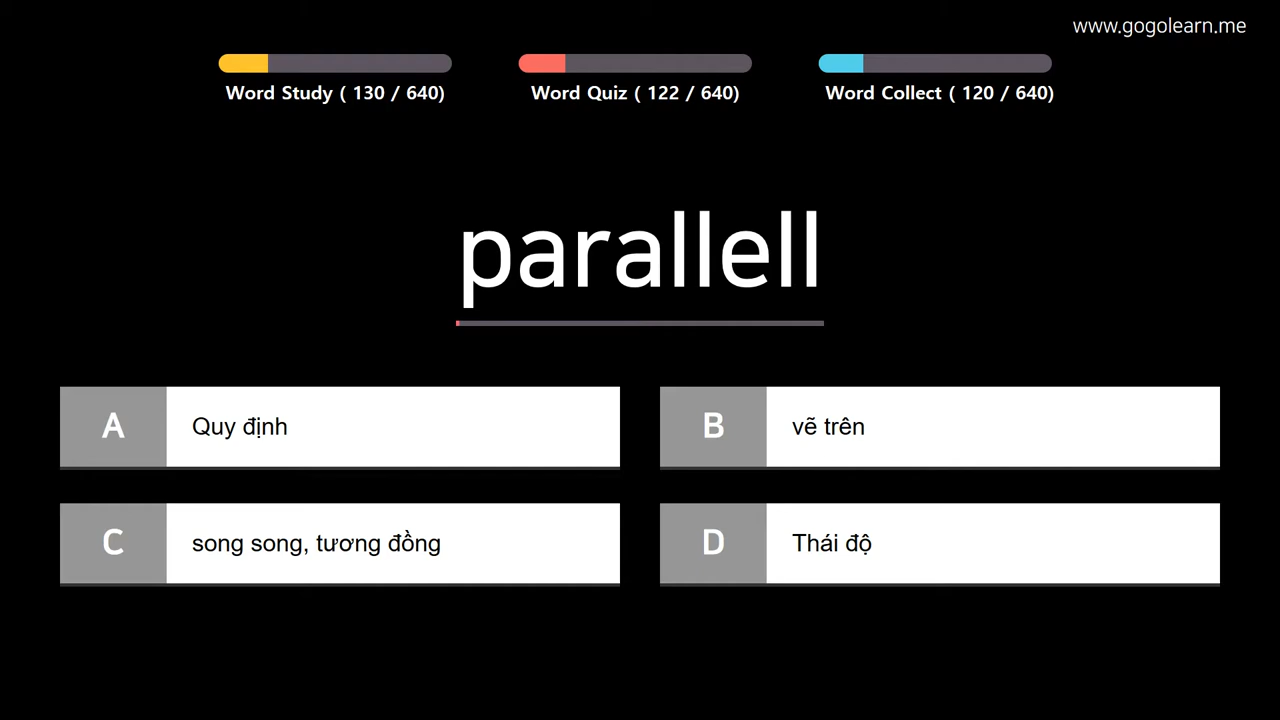 www.gogolearn.me
Word Study ( 130 / 640)
Word Quiz ( 122 / 640)
Word Collect ( 120 / 640)
parallell
A Quy định
B vẽ trên
C song song, tương đồng
D Thái độ